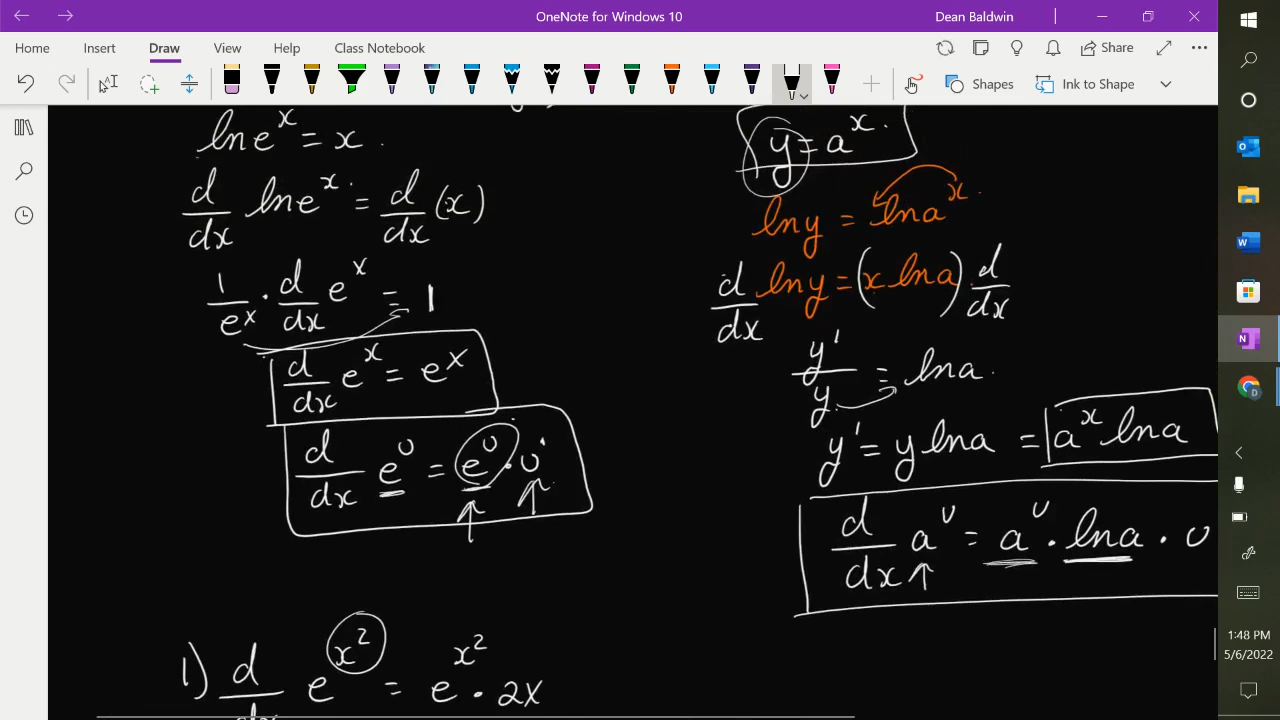 OneNote for Windows 10
Dean Baldwin
Home Insert Draw View Help Class Notebook
Share
Shapes
Ink to Shape
ln e^x = x
d/dx ln e^x = d/dx (x)
1/e^x · d/dx e^x = 1
d/dx e^x = e^x
d/dx e^u = e^u · u'
1) d/dx e^x^2 = e^x^2 · 2x
y = a^x
ln y = ln a^x
d/dx ln y = (x ln a) d/dx
y'/y = ln a
y' = y ln a = a^x ln a
d/dx a^u = a^u · ln a · u
1:48 PM
5/6/2022